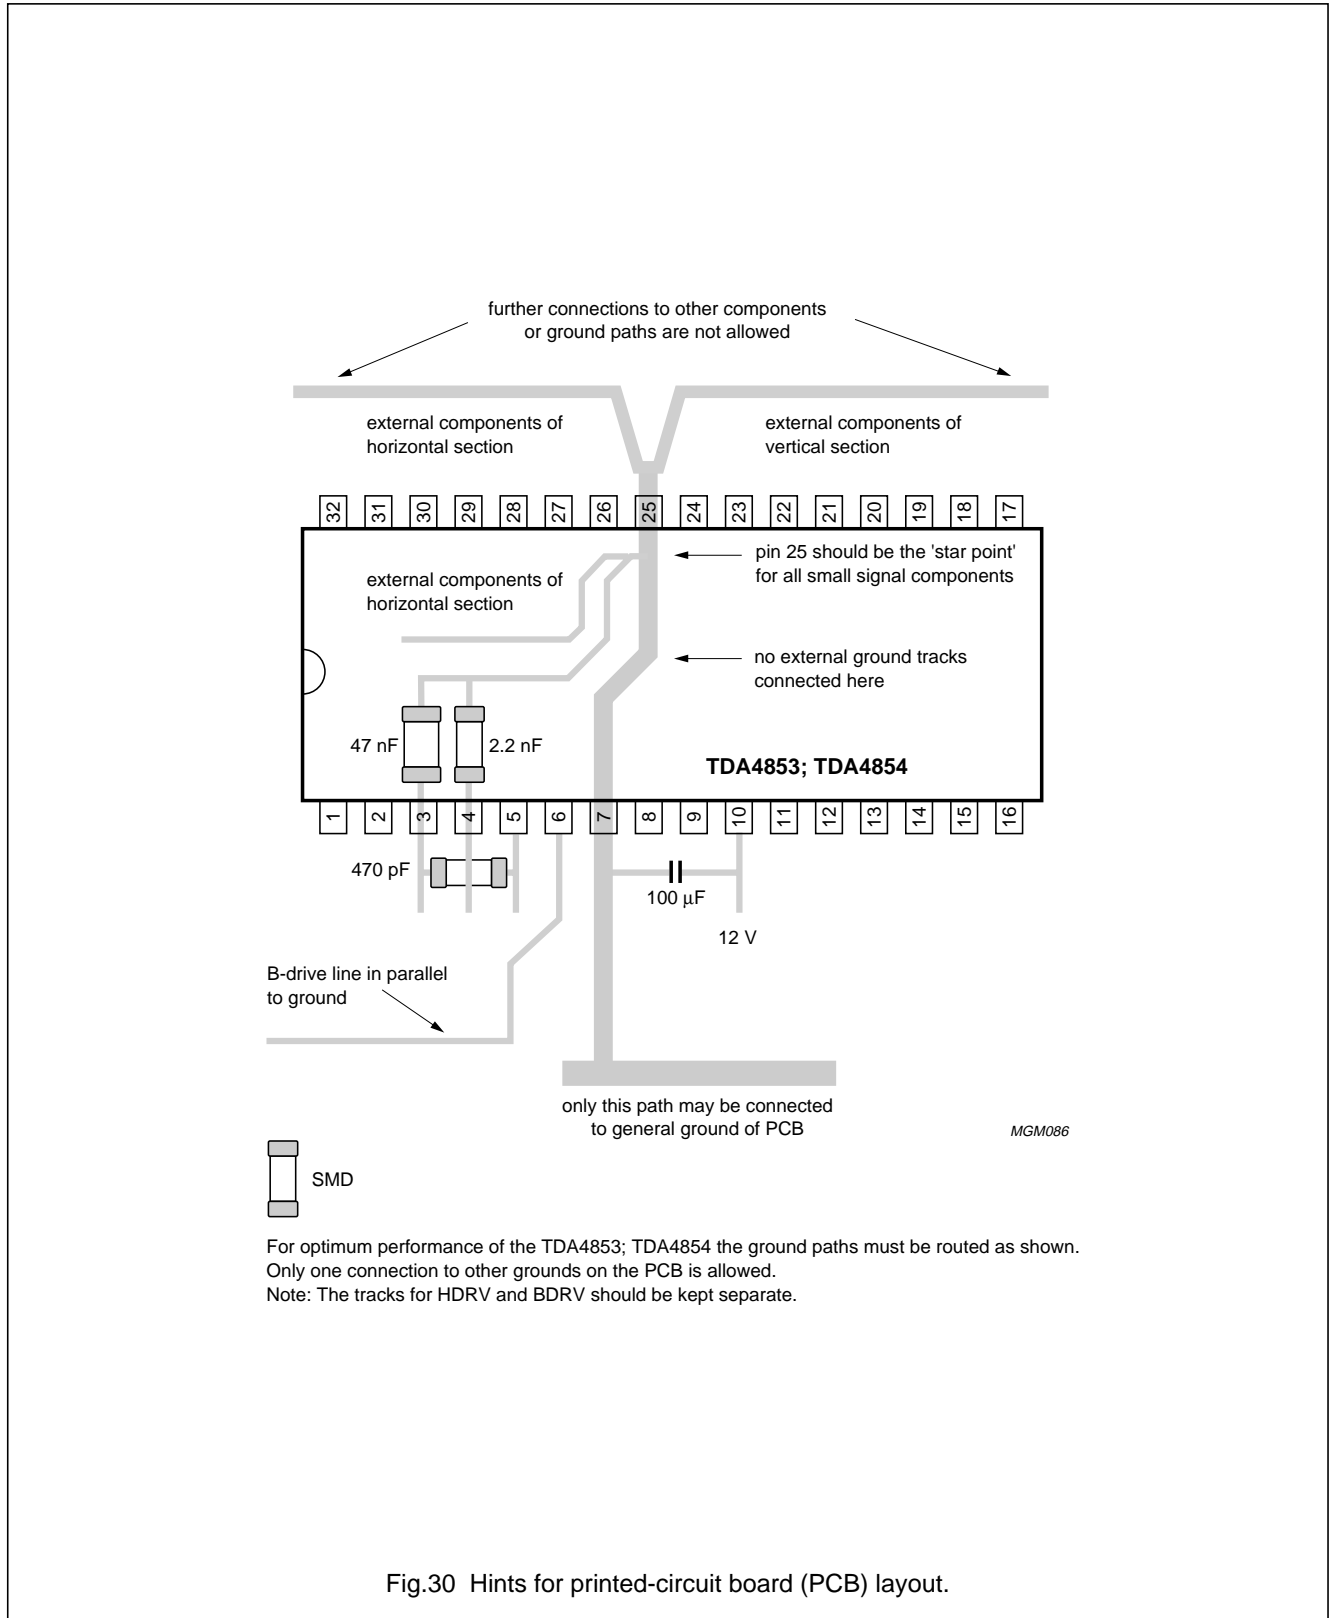 further connections to other components
or ground paths are not allowed
external components of
horizontal section
external components of
vertical section
32 31 30 29 28 27 26 25 24 23 22 21 20 19 18 17
pin 25 should be the 'star point'
for all small signal components
external components of
horizontal section
no external ground tracks
connected here
47 nF
2.2 nF
TDA4853; TDA4854
1 2 3 4 5 6 7 8 9 10 11 12 13 14 15 16
470 pF
100 μF
12 V
B-drive line in parallel
to ground
only this path may be connected
to general ground of PCB
MGM086
SMD
For optimum performance of the TDA4853; TDA4854 the ground paths must be routed as shown.
Only one connection to other grounds on the PCB is allowed.
Note: The tracks for HDRV and BDRV should be kept separate.
Fig.30 Hints for printed-circuit board (PCB) layout.